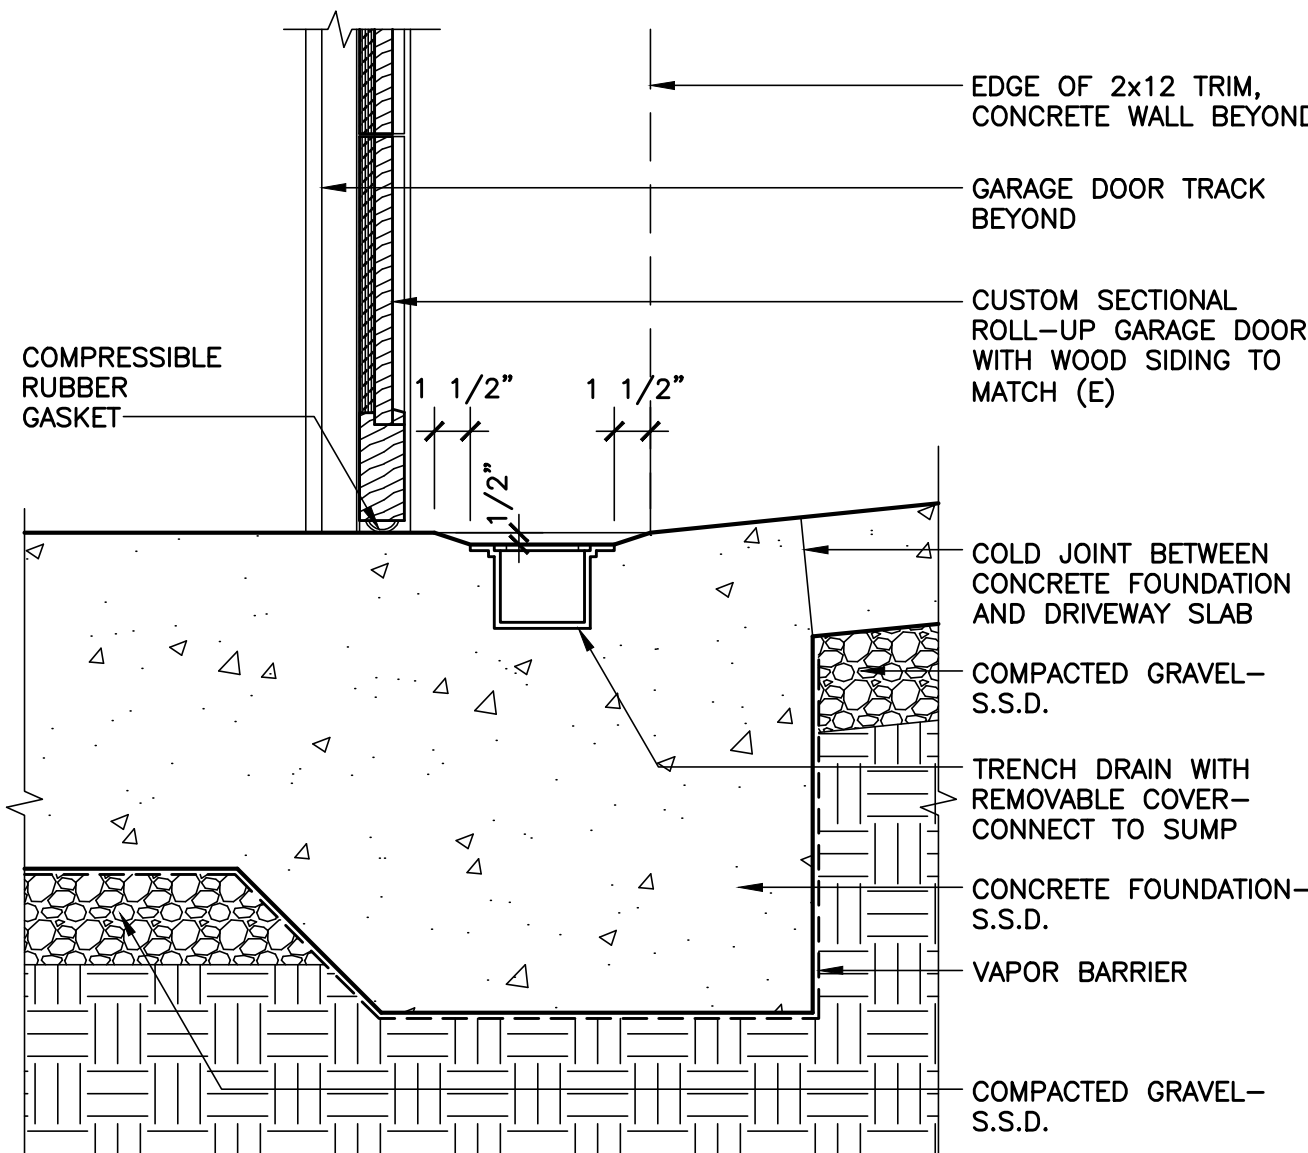 EDGE OF 2x12 TRIM,
CONCRETE WALL BEYOND
GARAGE DOOR TRACK
BEYOND
CUSTOM SECTIONAL
ROLL-UP GARAGE DOOR
WITH WOOD SIDING TO
MATCH (E)
COMPRESSIBLE
RUBBER
GASKET
1 1/2"
1 1/2"
1/2"
COLD JOINT BETWEEN
CONCRETE FOUNDATION
AND DRIVEWAY SLAB
COMPACTED GRAVEL-
S.S.D.
TRENCH DRAIN WITH
REMOVABLE COVER-
CONNECT TO SUMP
CONCRETE FOUNDATION-
S.S.D.
VAPOR BARRIER
COMPACTED GRAVEL-
S.S.D.